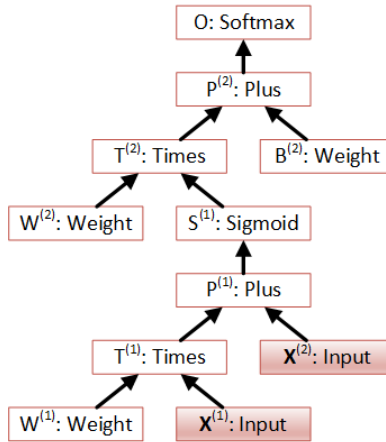 O: Softmax
P(2): Plus
T(2): Times
B(2): Weight
W(2): Weight
S(1): Sigmoid
P(1): Plus
T(1): Times
X(2): Input
W(1): Weight
X(1): Input